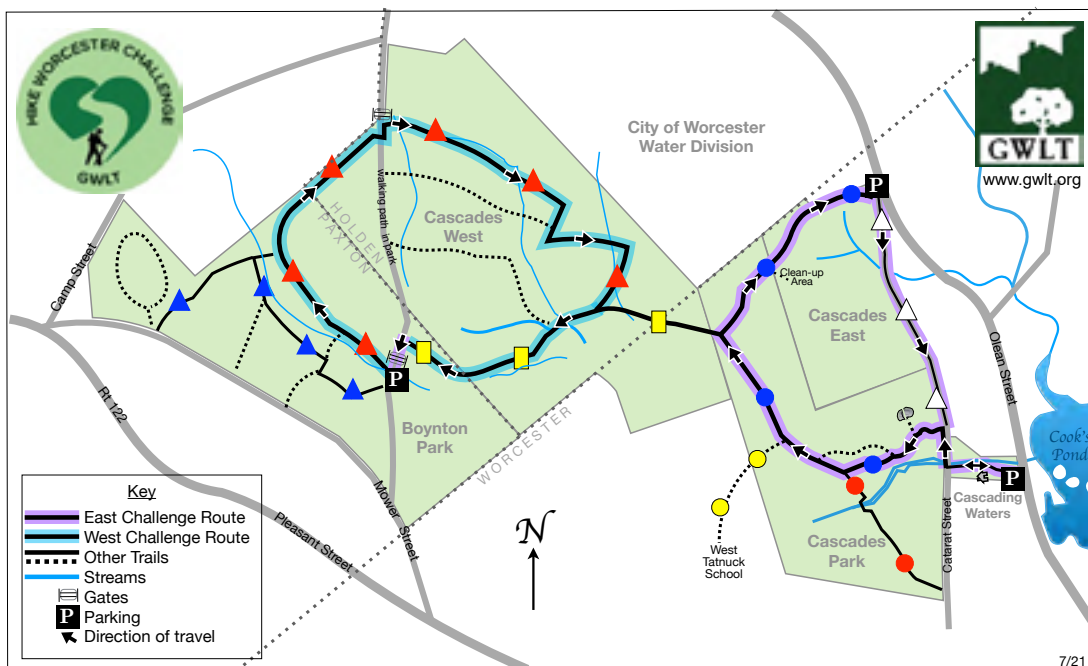 HIKE WORCESTER CHALLENGE
GWLT
GWLT
www.gwlt.org
City of Worcester
Water Division
P
walking path in park
HOLDEN
PAXTON
Cascades
West
Camp Street
Clean-up
Area
Cascades
East
Olean Street
Rt 122
P
Boynton
Park
WORCESTER
Cook's
Pond
P
Cascading
Waters
Mower Street
Pleasant Street
West
Tatnuck
School
Cascades
Park
Catarat Street
N
Key
East Challenge Route
West Challenge Route
Other Trails
Streams
Gates
P Parking
Direction of travel
7/21